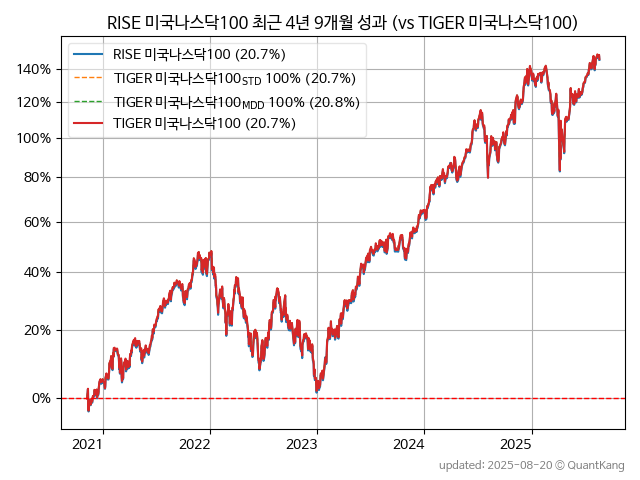 RISE 미국나스닥100 최근 4년 9개월 성과 (vs TIGER 미국나스닥100)
RISE 미국나스닥100 (20.7%)
TIGER 미국나스닥100STD 100% (20.7%)
TIGER 미국나스닥100MDD 100% (20.8%)
TIGER 미국나스닥100 (20.7%)
140%
120%
100%
80%
60%
40%
20%
0%
2021
2022
2023
2024
2025
updated: 2025-08-20 © QuantKang